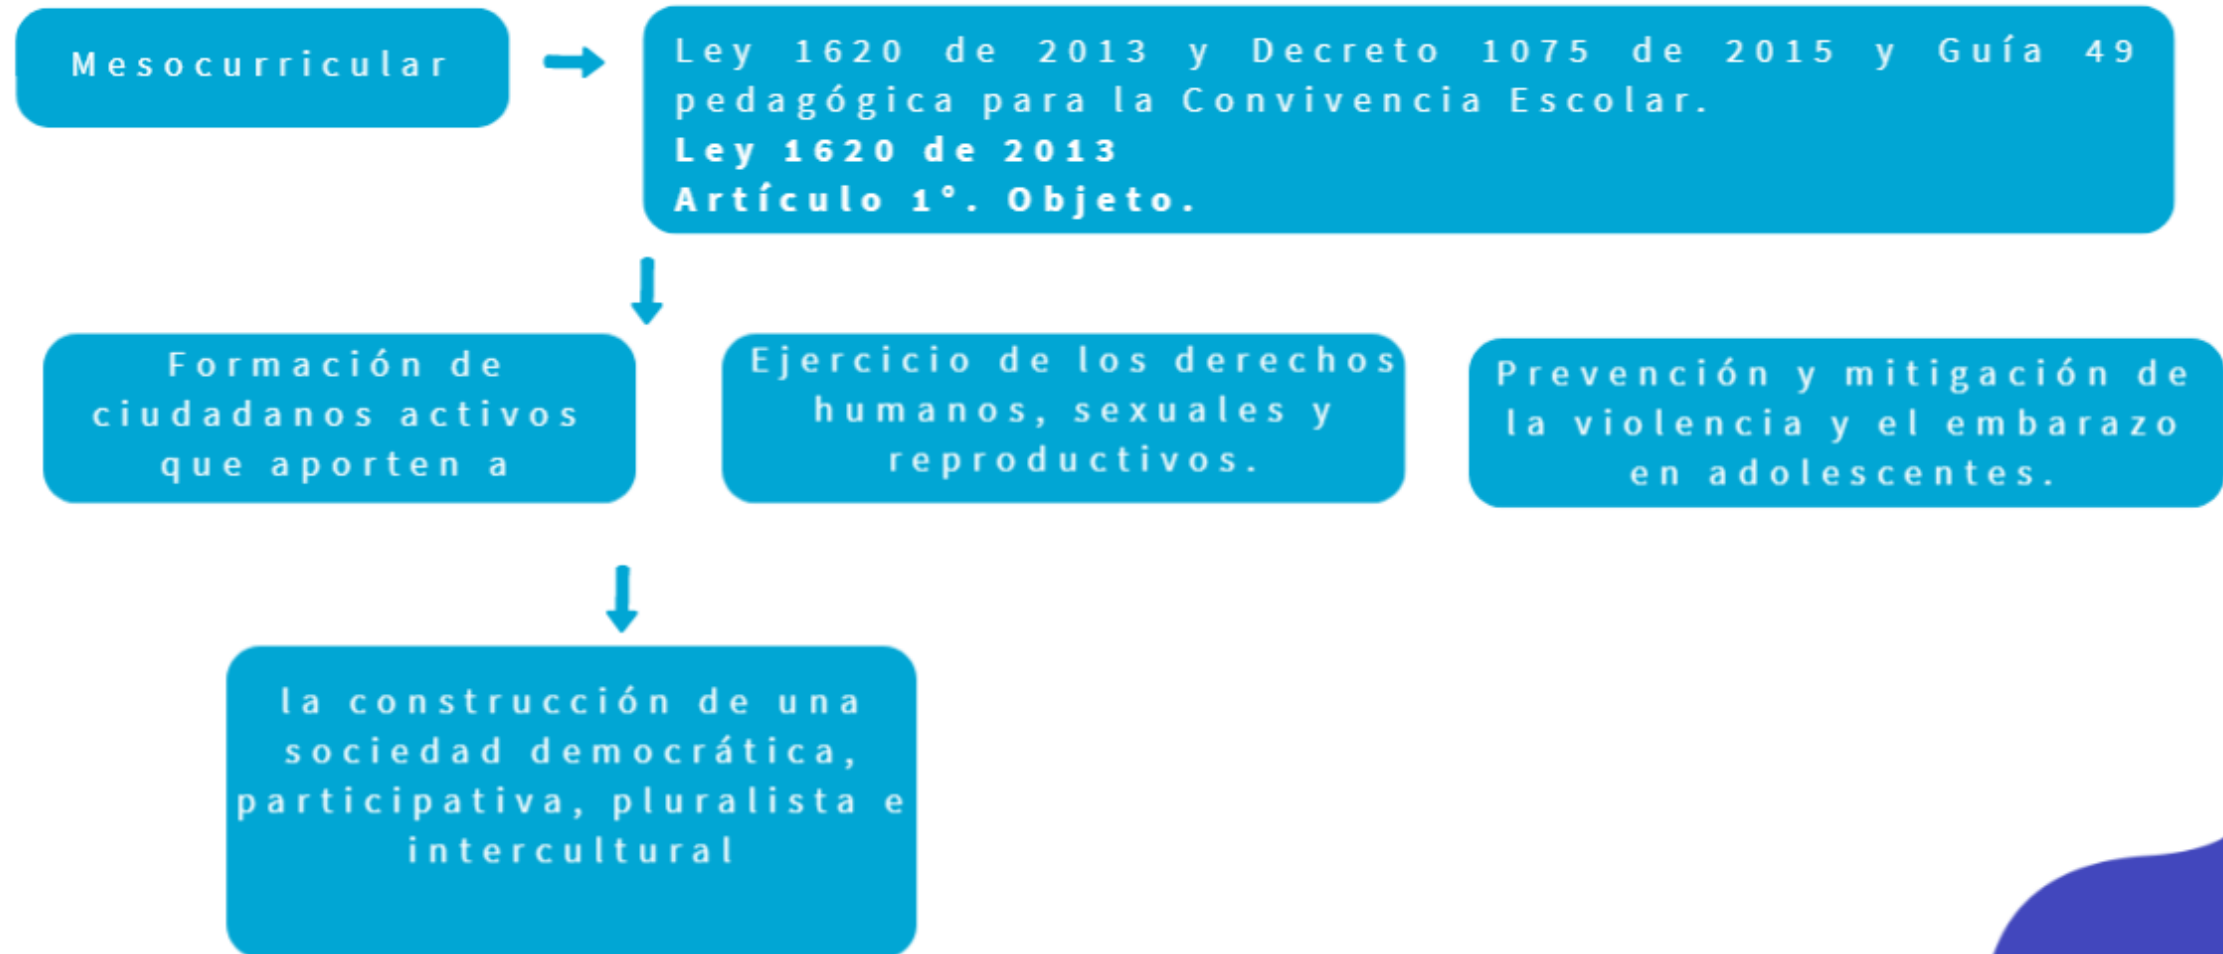 Mesocurricular
Ley 1620 de 2013 y Decreto 1075 de 2015 y Guía 49
pedagógica para la Convivencia Escolar.
Ley 1620 de 2013
Artículo 1°. Objeto.
Formación de
ciudadanos activos
que aporten a
Ejercicio de los derechos
humanos, sexuales y
reproductivos.
Prevención y mitigación de
la violencia y el embarazo
en adolescentes.
la construcción de una
sociedad democrática,
participativa, pluralista e
intercultural